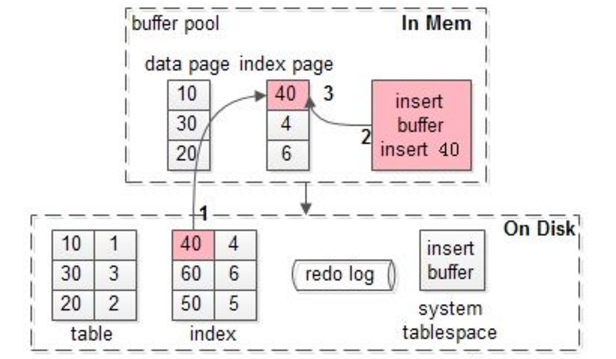 buffer pool
In Mem
data page index page
10
30
20
40
4
6
3
2
insert
buffer
insert 40
1
On Disk
10 1
30 3
20 2
table
40 4
60 6
50 5
index
redo log
insert
buffer
system
tablespace